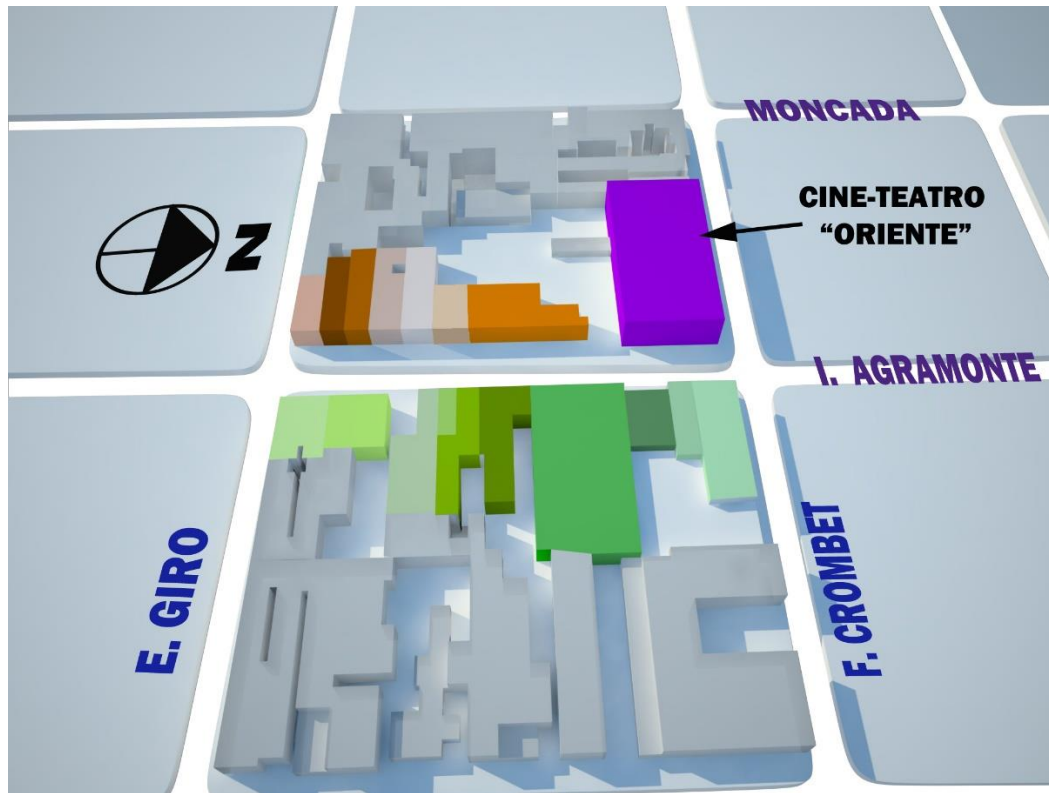 MONCADA
CINE-TEATRO
“ORIENTE”
N
I. AGRAMONTE
E. GIRO
F. CROMBET